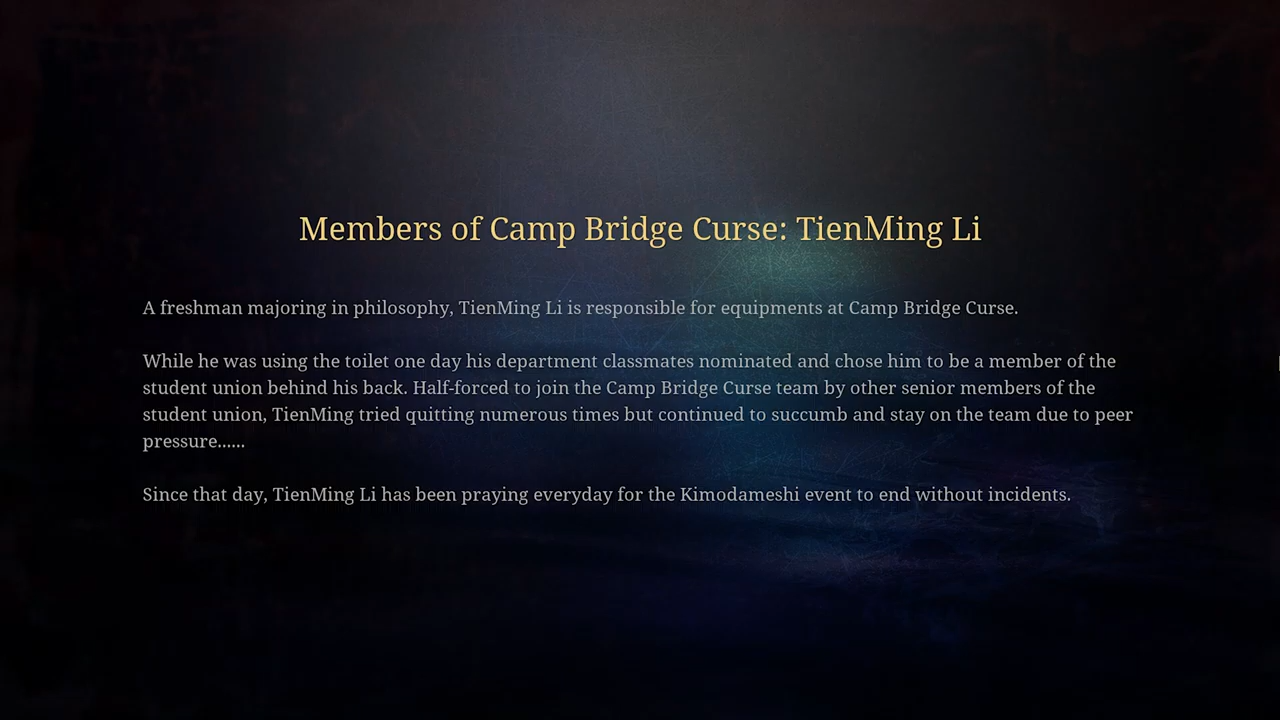 Members of Camp Bridge Curse: TienMing Li
A freshman majoring in philosophy, TienMing Li is responsible for equipments at Camp Bridge Curse.
While he was using the toilet one day his department classmates nominated and chose him to be a member of the
student union behind his back. Half-forced to join the Camp Bridge Curse team by other senior members of the
student union, TienMing tried quitting numerous times but continued to succumb and stay on the team due to peer
pressure......
Since that day, TienMing Li has been praying everyday for the Kimodameshi event to end without incidents.